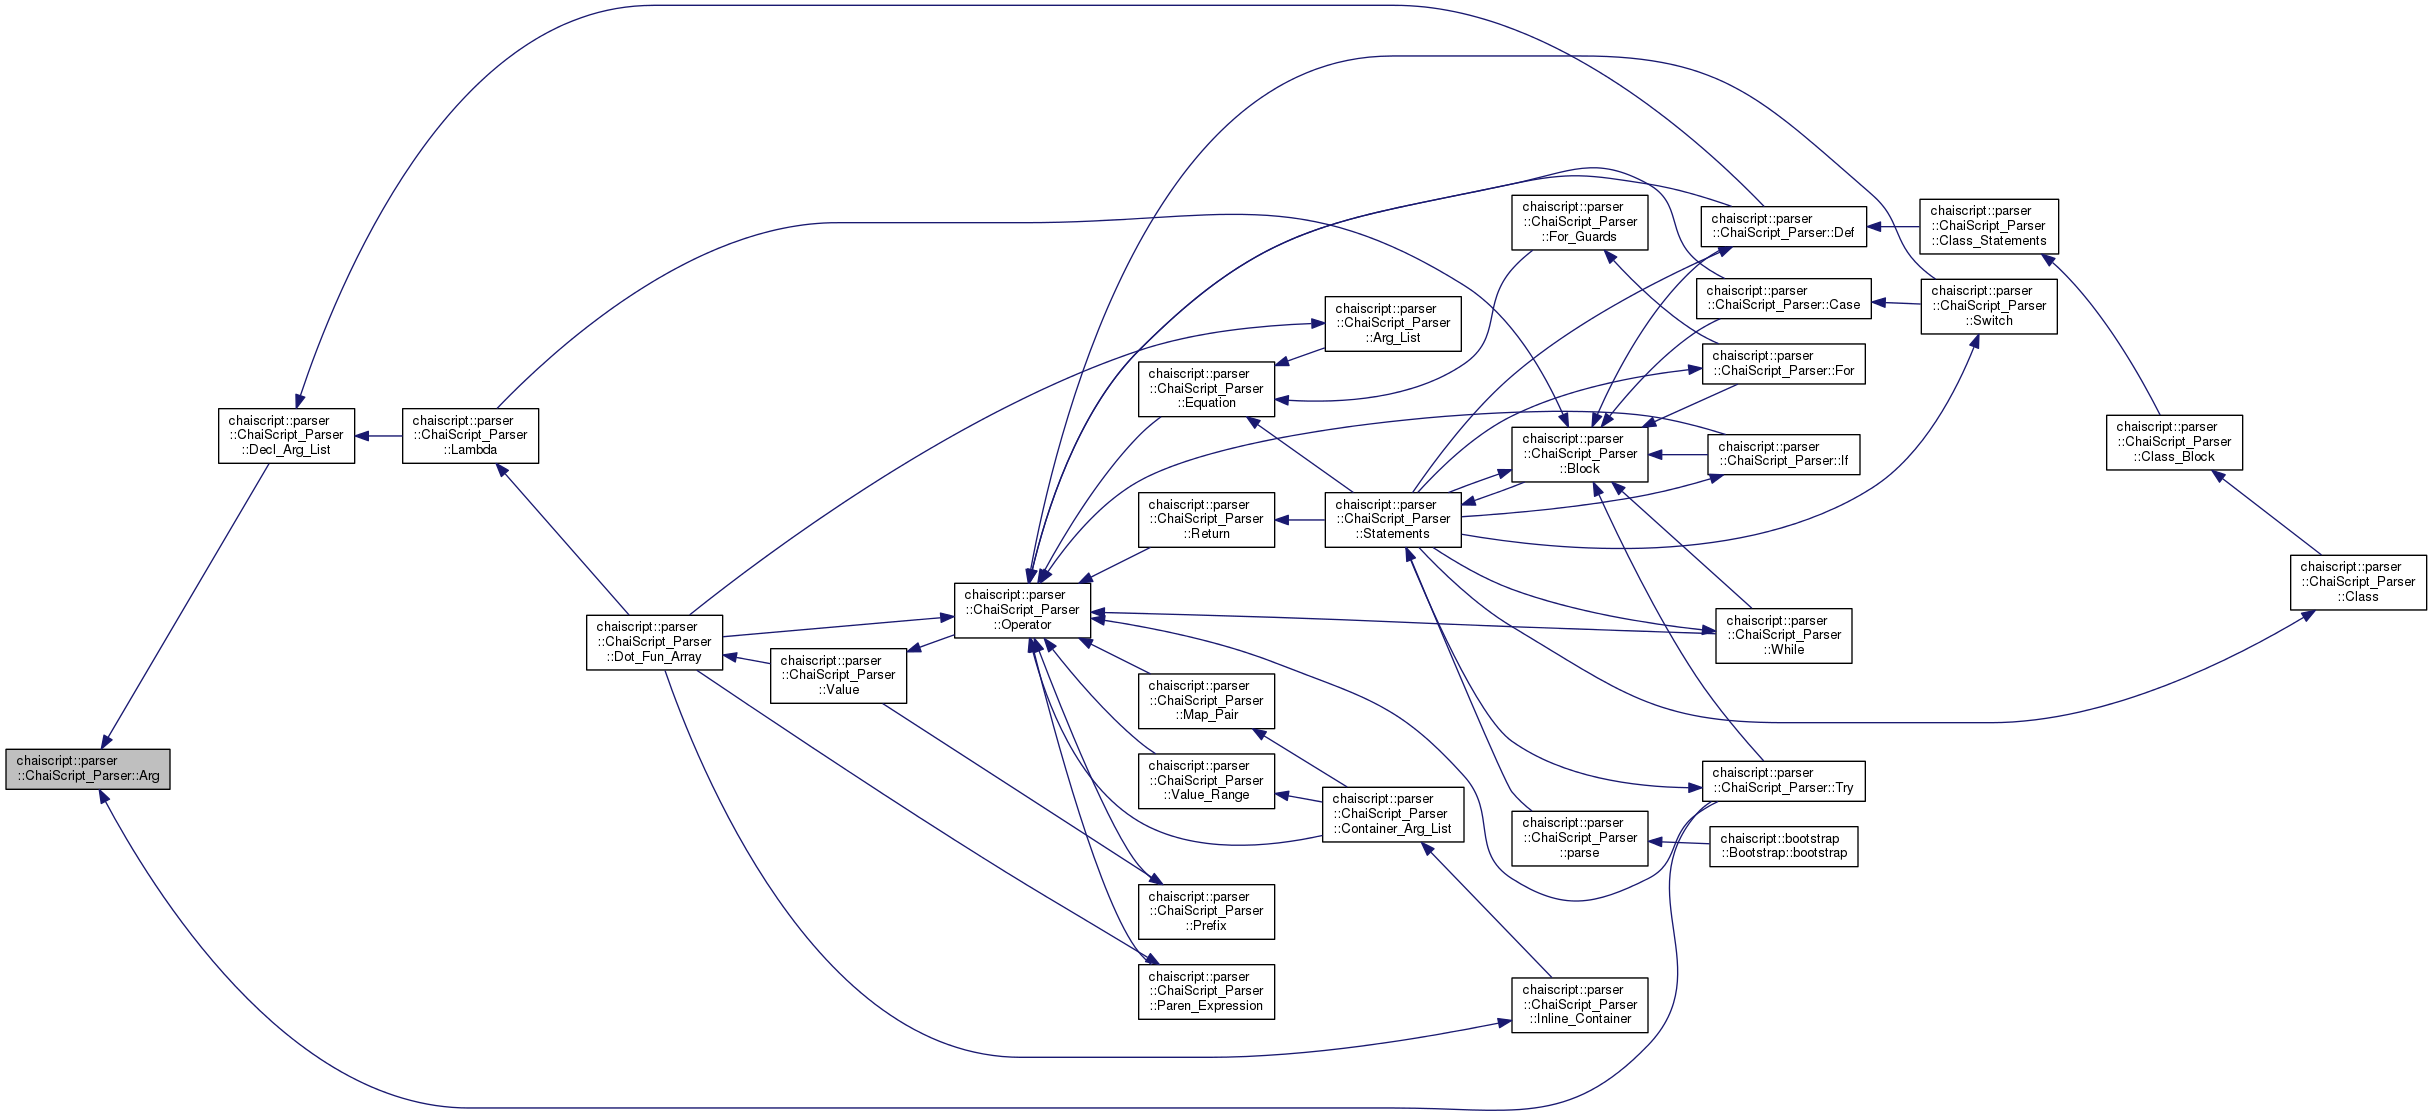 chaiscript::parser
::ChaiScript_Parser::Arg
chaiscript::parser
::ChaiScript_Parser
::Decl_Arg_List
chaiscript::parser
::ChaiScript_Parser
::Lambda
chaiscript::parser
::ChaiScript_Parser
::Dot_Fun_Array
chaiscript::parser
::ChaiScript_Parser
::Value
chaiscript::parser
::ChaiScript_Parser
::Operator
chaiscript::parser
::ChaiScript_Parser
::Equation
chaiscript::parser
::ChaiScript_Parser
::Return
chaiscript::parser
::ChaiScript_Parser
::Map_Pair
chaiscript::parser
::ChaiScript_Parser
::Value_Range
chaiscript::parser
::ChaiScript_Parser
::Prefix
chaiscript::parser
::ChaiScript_Parser
::Paren_Expression
chaiscript::parser
::ChaiScript_Parser
::Arg_List
chaiscript::parser
::ChaiScript_Parser
::Statements
chaiscript::parser
::ChaiScript_Parser
::Container_Arg_List
chaiscript::parser
::ChaiScript_Parser
::For_Guards
chaiscript::parser
::ChaiScript_Parser
::Block
chaiscript::parser
::ChaiScript_Parser
::parse
chaiscript::parser
::ChaiScript_Parser
::Inline_Container
chaiscript::parser
::ChaiScript_Parser::Def
chaiscript::parser
::ChaiScript_Parser::Case
chaiscript::parser
::ChaiScript_Parser::For
chaiscript::parser
::ChaiScript_Parser::If
chaiscript::parser
::ChaiScript_Parser
::While
chaiscript::parser
::ChaiScript_Parser::Try
chaiscript::bootstrap
::Bootstrap::bootstrap
chaiscript::parser
::ChaiScript_Parser
::Class_Statements
chaiscript::parser
::ChaiScript_Parser
::Switch
chaiscript::parser
::ChaiScript_Parser
::Class_Block
chaiscript::parser
::ChaiScript_Parser
::Class